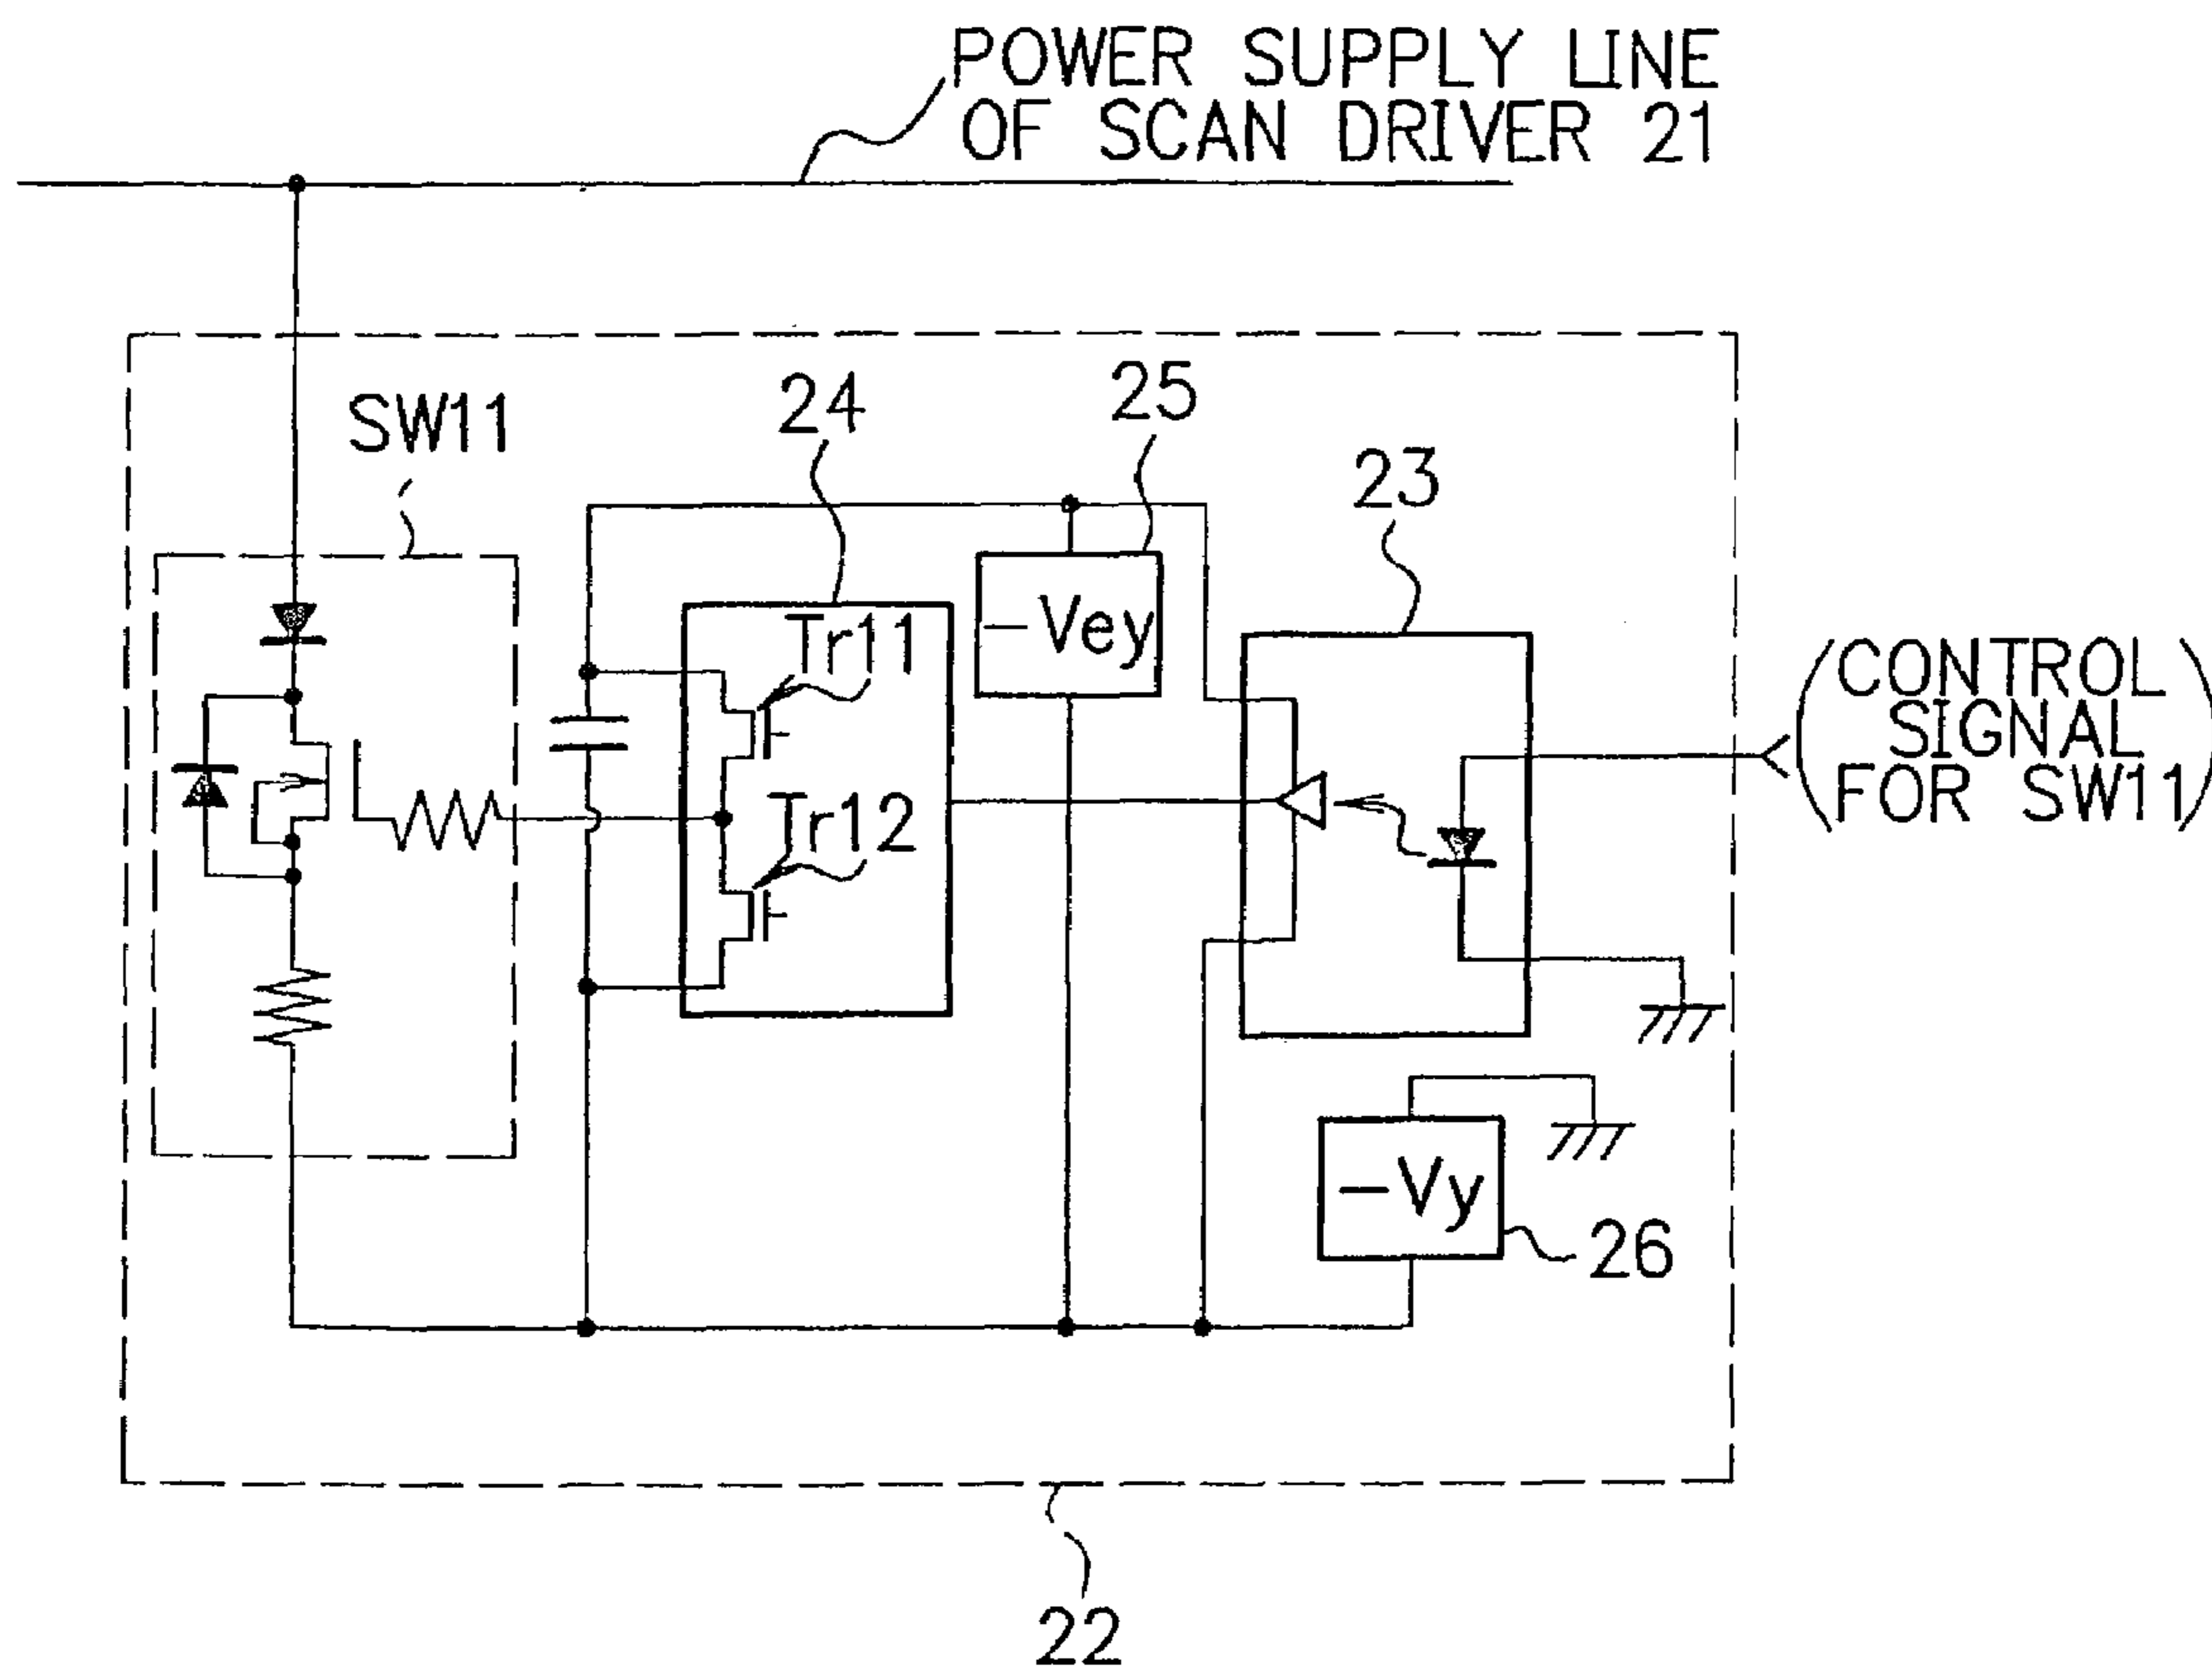 POWER SUPPLY LINE
OF SCAN DRIVER 21
SW11
24
25
23
-Vey
Tr11
Tr12
(CONTROL
SIGNAL
FOR SW11)
-Vy
26
22